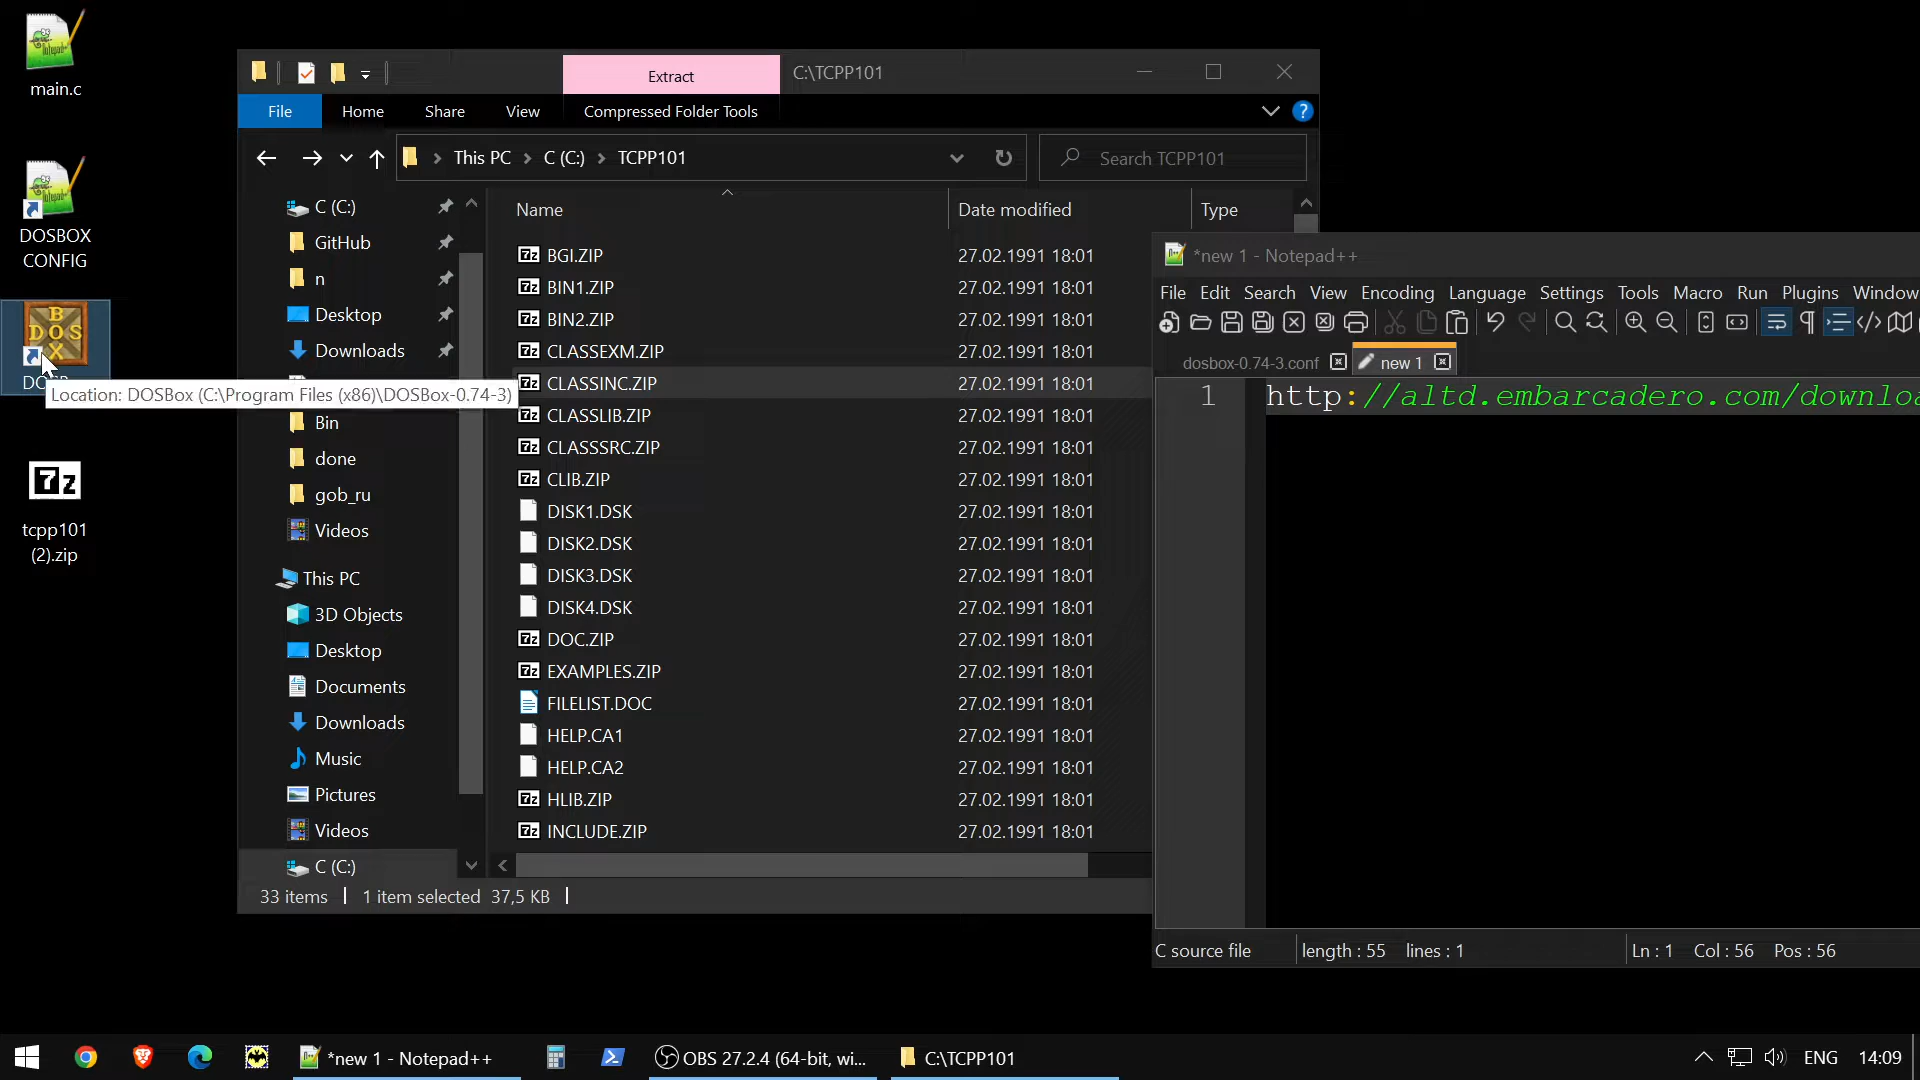 main.c
DOSBOX
CONFIG
Location: DOSBox (C:\Program Files (x86)\DOSBox-0.74-3)
tcpp101
(2).zip
Extract
C:\TCPP101
File
Home
Share
View
Compressed Folder Tools
This PC
C (C:)
TCPP101
Search TCPP101
C (C:)
GitHub
n
Desktop
Downloads
Bin
done
gob_ru
Videos
This PC
3D Objects
Desktop
Documents
Downloads
Music
Pictures
Videos
C (C:)
Name Date modified Type
BGI.ZIP 27.02.1991 18:01
BIN1.ZIP 27.02.1991 18:01
BIN2.ZIP 27.02.1991 18:01
CLASSEXM.ZIP 27.02.1991 18:01
CLASSINC.ZIP 27.02.1991 18:01
CLASSLIB.ZIP 27.02.1991 18:01
CLASSSRC.ZIP 27.02.1991 18:01
CLIB.ZIP 27.02.1991 18:01
DISK1.DSK 27.02.1991 18:01
DISK2.DSK 27.02.1991 18:01
DISK3.DSK 27.02.1991 18:01
DISK4.DSK 27.02.1991 18:01
DOC.ZIP 27.02.1991 18:01
EXAMPLES.ZIP 27.02.1991 18:01
FILELIST.DOC 27.02.1991 18:01
HELP.CA1 27.02.1991 18:01
HELP.CA2 27.02.1991 18:01
HLIB.ZIP 27.02.1991 18:01
INCLUDE.ZIP 27.02.1991 18:01
33 items 1 item selected 37,5 KB
*new 1 - Notepad++
File Edit Search View Encoding Language Settings Tools Macro Run Plugins Window
dosbox-0.74-3.conf new 1
1 http://altd.embarcadero.com/downloa
C source file length : 55 lines : 1 Ln : 1 Col : 56 Pos : 56
*new 1 - Notepad++
OBS 27.2.4 (64-bit, wi...
C:\TCPP101
ENG
14:09